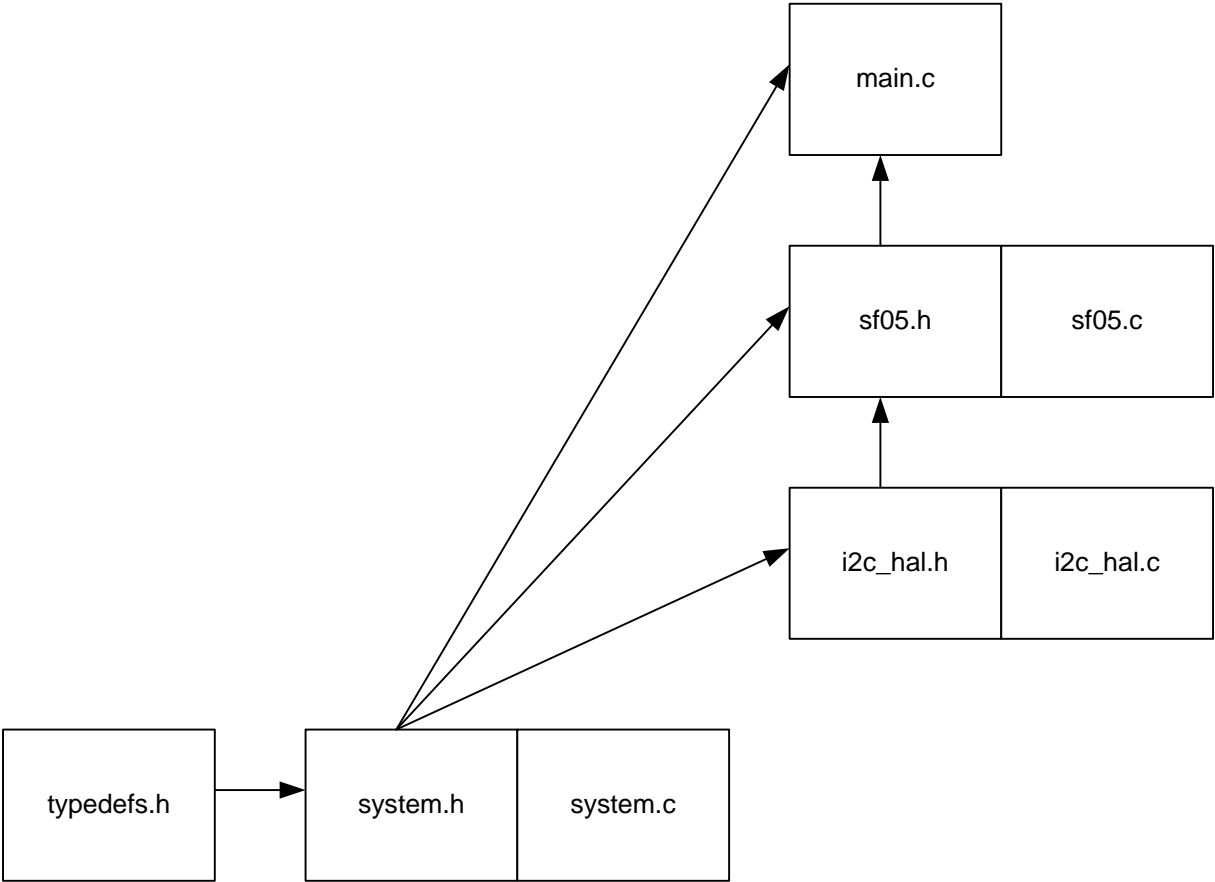 main.c
sf05.h
sf05.c
i2c_hal.h
i2c_hal.c
typedefs.h
system.h
system.c